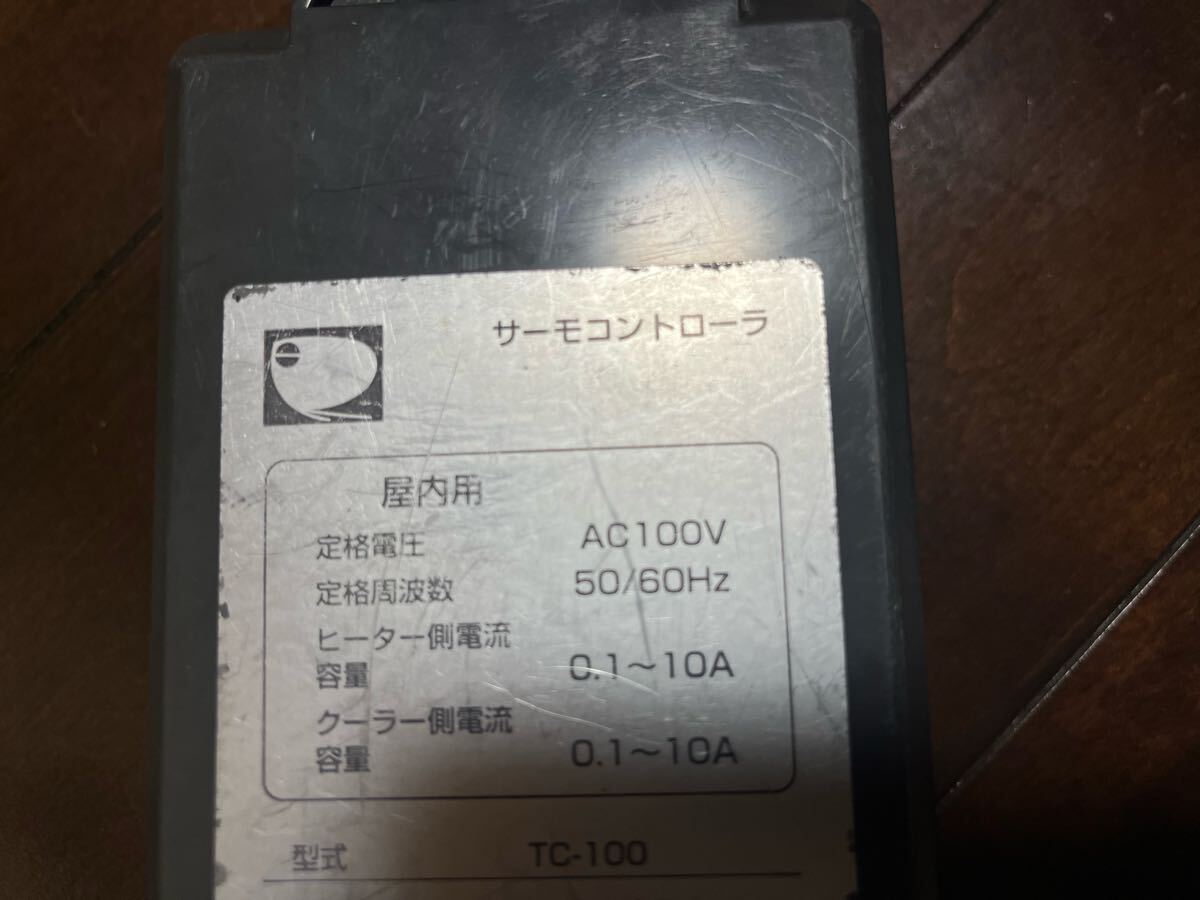 サーモコントローラ
屋内用
定格電圧 AC100V
定格周波数 50/60Hz
ヒーター側電流
容量 0.1～10A
クーラー側電流
容量 0.1～10A
型式 TC-100